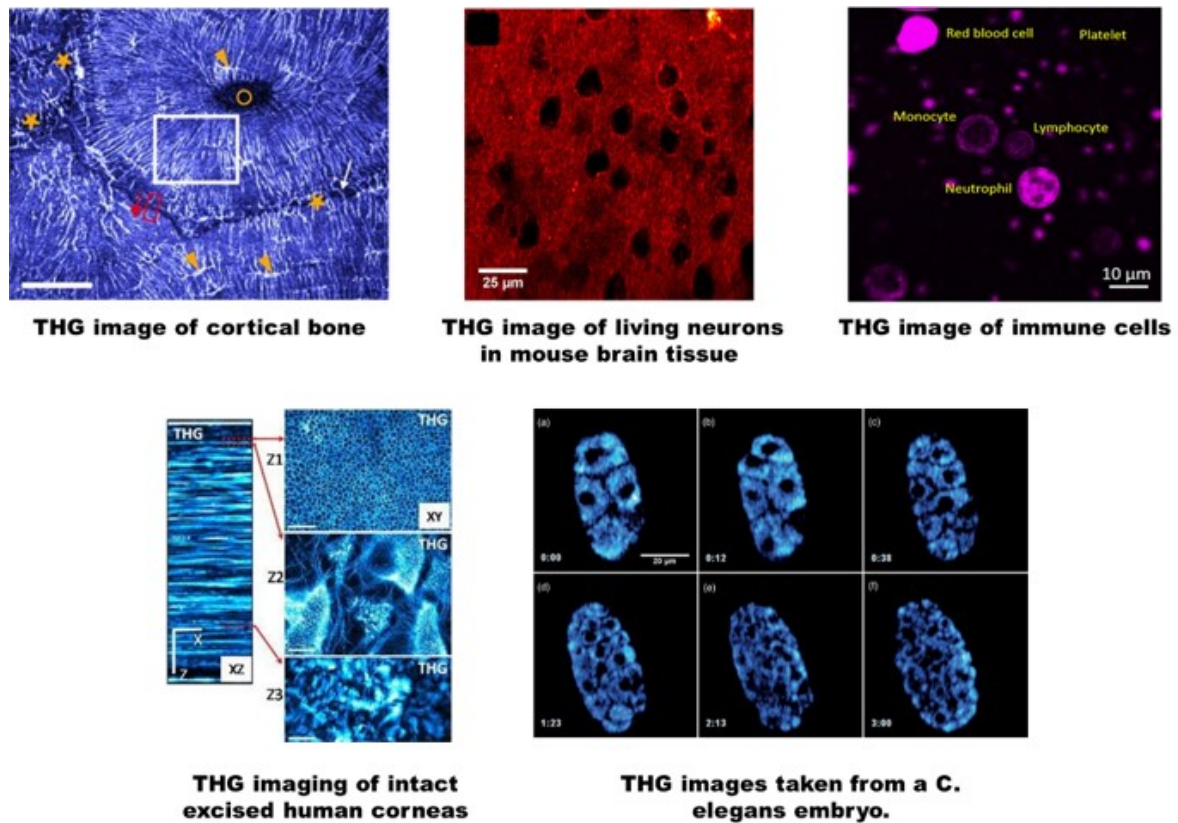 Red blood cell
Platelet
Monocyte
Lymphocyte
Neutrophil
25 µm
10 µm
THG image of cortical bone
THG image of living neurons
in mouse brain tissue
THG image of immune cells
THG
X
Z
XZ
Z1
THG
XY
Z2
THG
Z3
THG
(a)
0:00
20 µm
(b)
0:12
(c)
0:38
(d)
1:23
(e)
2:13
(f)
3:00
THG imaging of intact
excised human corneas
THG images taken from a C.
elegans embryo.